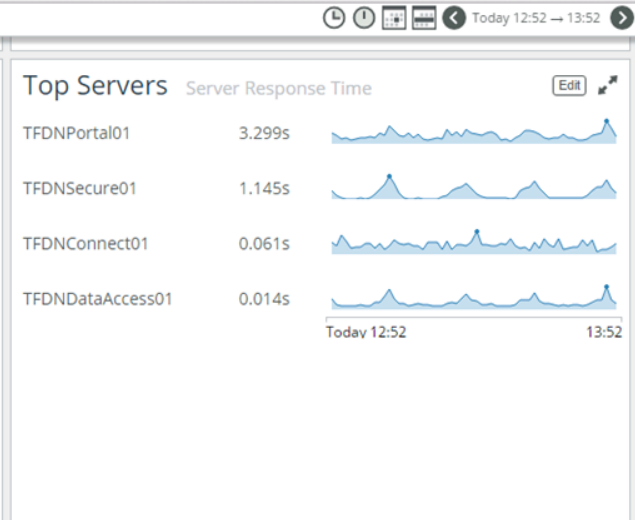 Today 12:52 → 13:52
Top Servers Server Response Time Edit
TFDNPortal01 3.299s
TFDNSecure01 1.145s
TFDNConnect01 0.061s
TFDNDataAccess01 0.014s
Today 12:52 13:52